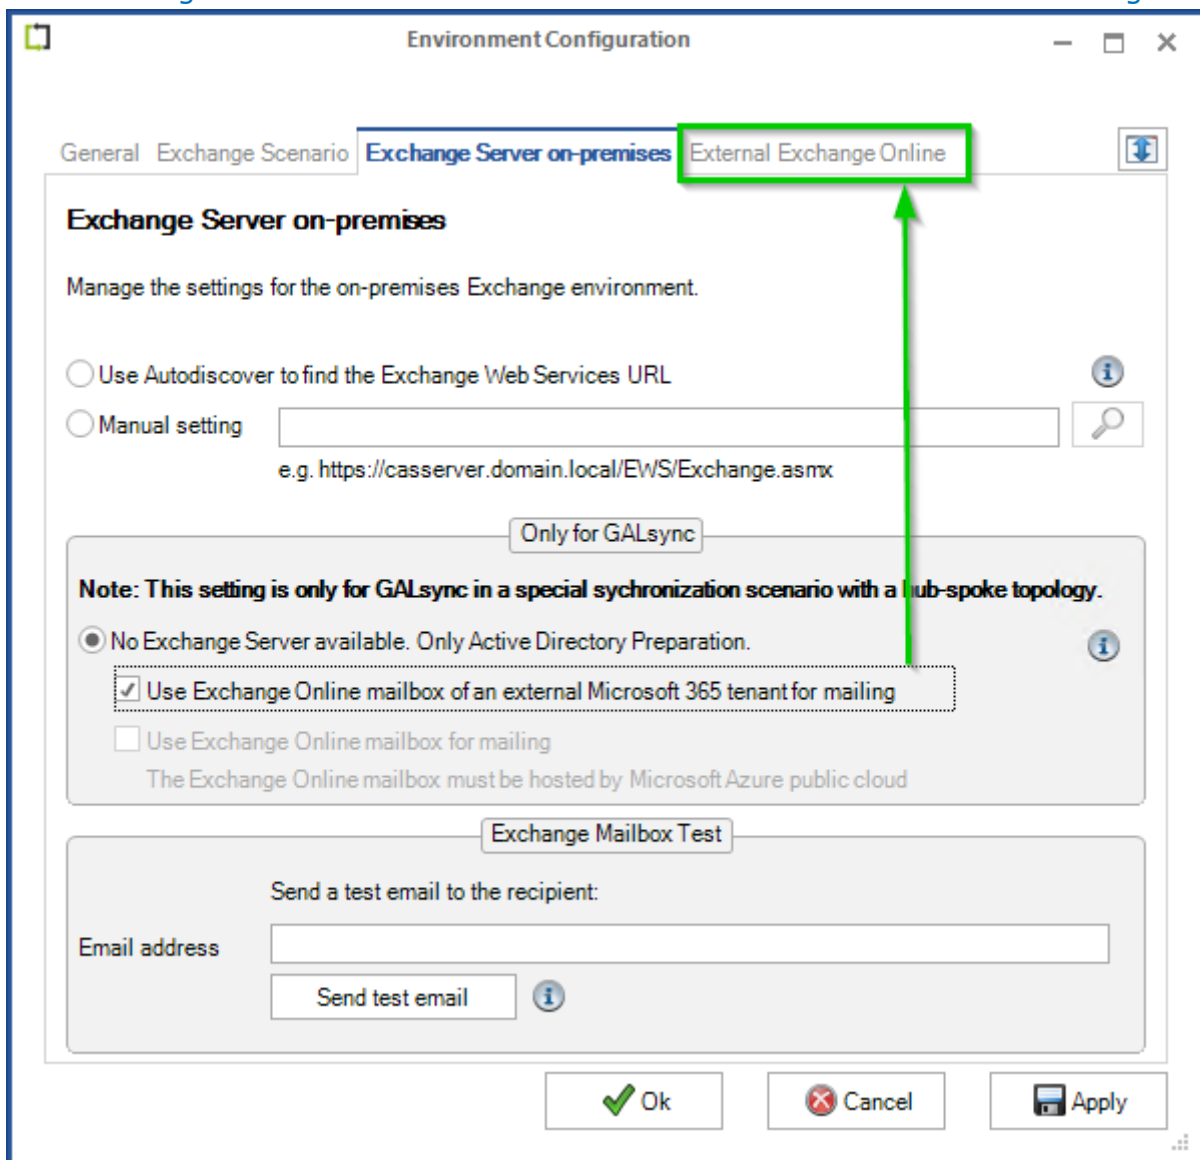 Environment Configuration
General Exchange Scenario Exchange Server on-premises External Exchange Online
Exchange Server on-premises
Manage the settings for the on-premises Exchange environment.
Use Autodiscover to find the Exchange Web Services URL
Manual setting
e.g. https://casserver.domain.local/EWS/Exchange.asmx
Only for GALsync
Note: This setting is only for GALsync in a special sychronization scenario with a hub-spoke topology.
No Exchange Server available. Only Active Directory Preparation.
Use Exchange Online mailbox of an external Microsoft 365 tenant for mailing
Use Exchange Online mailbox for mailing
The Exchange Online mailbox must be hosted by Microsoft Azure public cloud
Exchange Mailbox Test
Send a test email to the recipient:
Email address
Send test email
Ok Cancel Apply